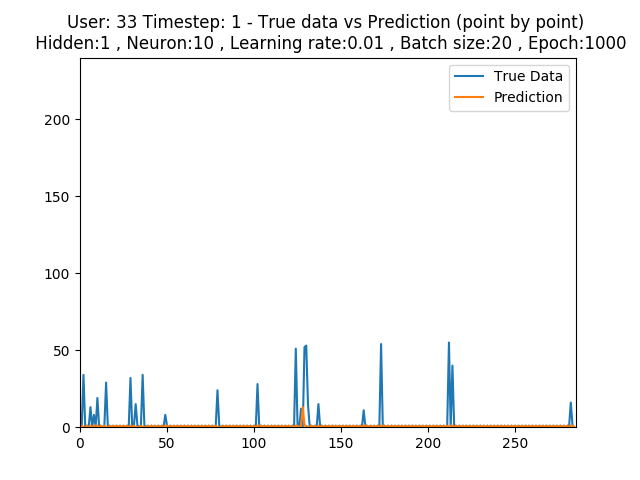 User: 33 Timestep: 1 - True data vs Prediction (point by point)
Hidden:1 , Neuron:10 , Learning rate:0.01 , Batch size:20 , Epoch:1000
True Data
Prediction
200
150
100
50
0
0 50 100 150 200 250